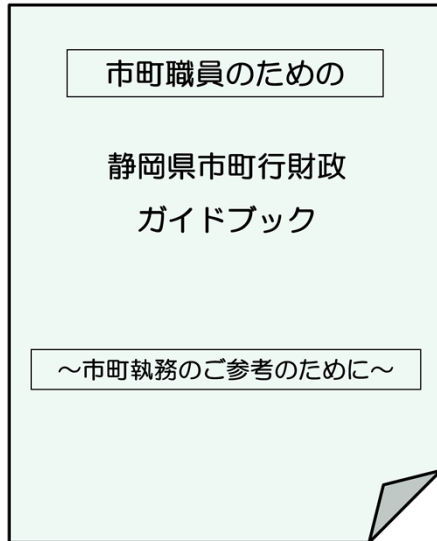 市町職員のための
静岡県市町行財政
ガイドブック
～市町執務のご参考のために～